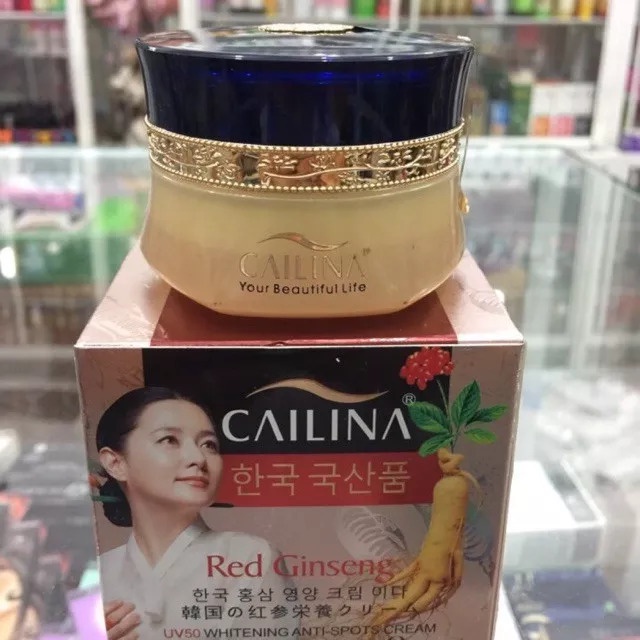 CAILINA
Your Beautiful Life
CAILINA®
한국 국산품
Red Ginseng
한국 홍삼 영양 크림 이다
韓国の红参栄養クリーム
UV50 WHITENING ANTI-SPOTS CREAM